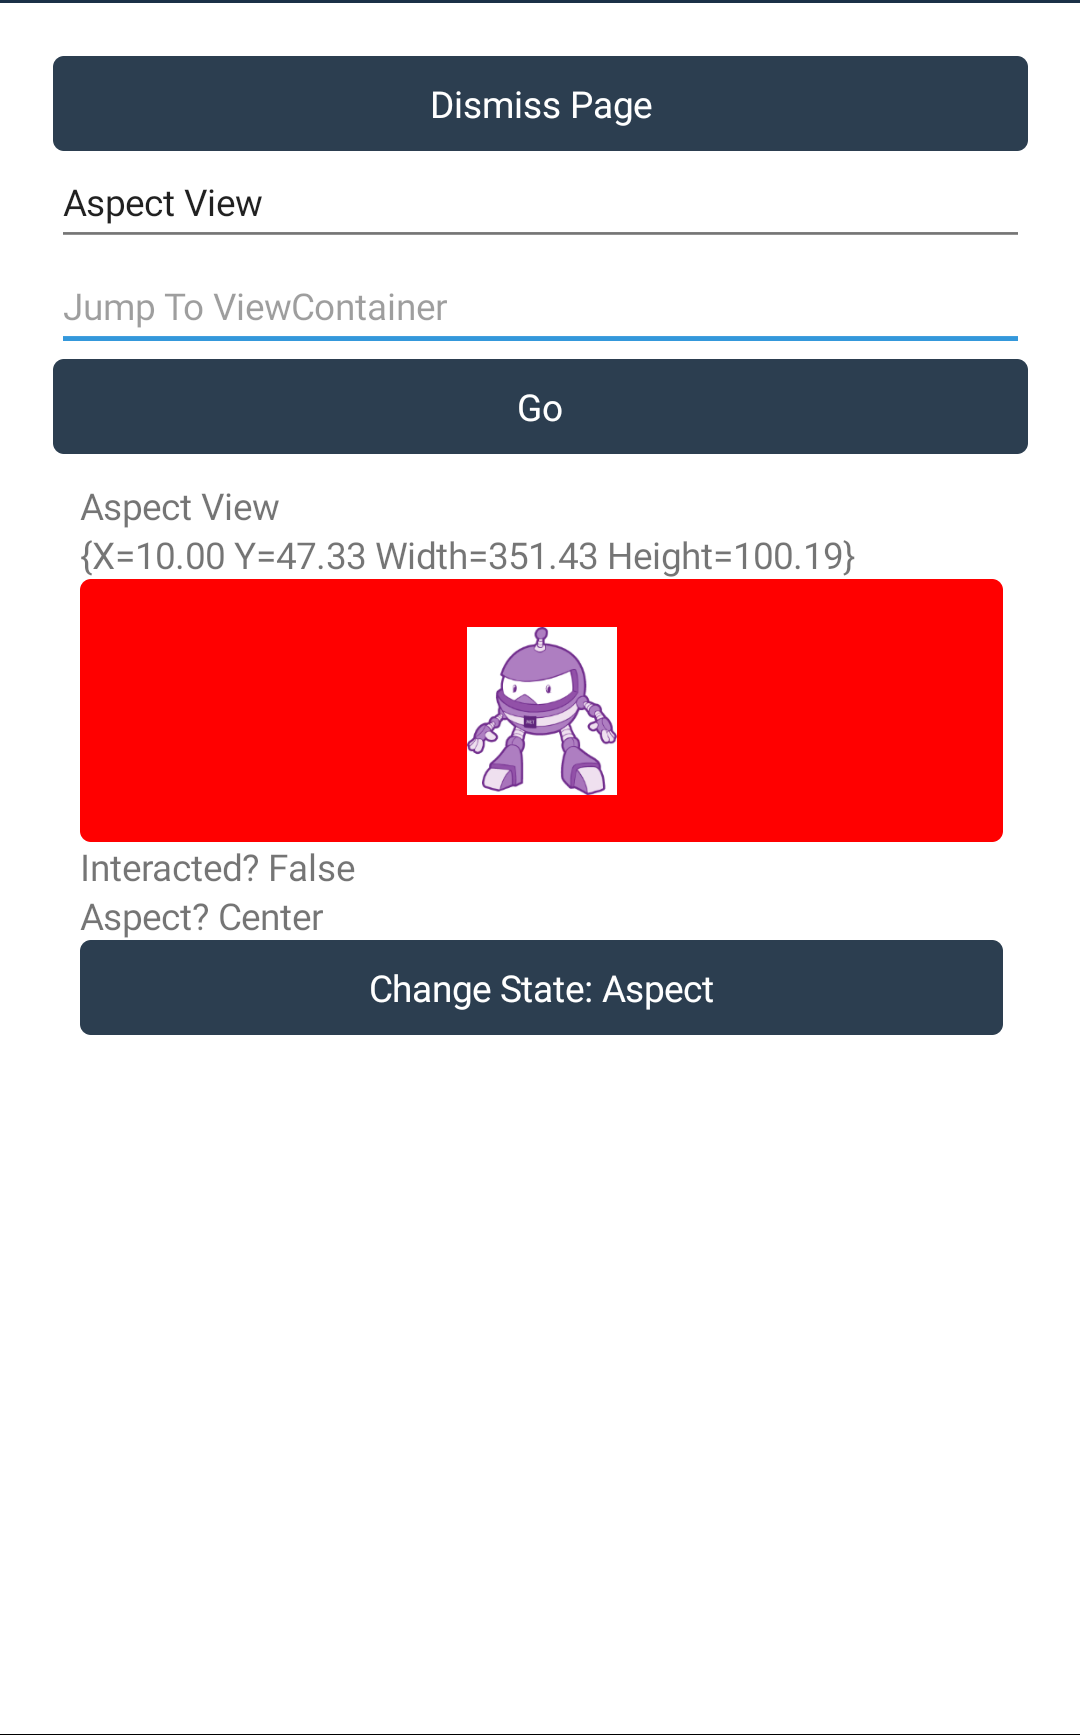 Dismiss Page
Aspect View
Jump To ViewContainer
Go
Aspect View
{X=10.00 Y=47.33 Width=351.43 Height=100.19}
Interacted? False
Aspect? Center
Change State: Aspect